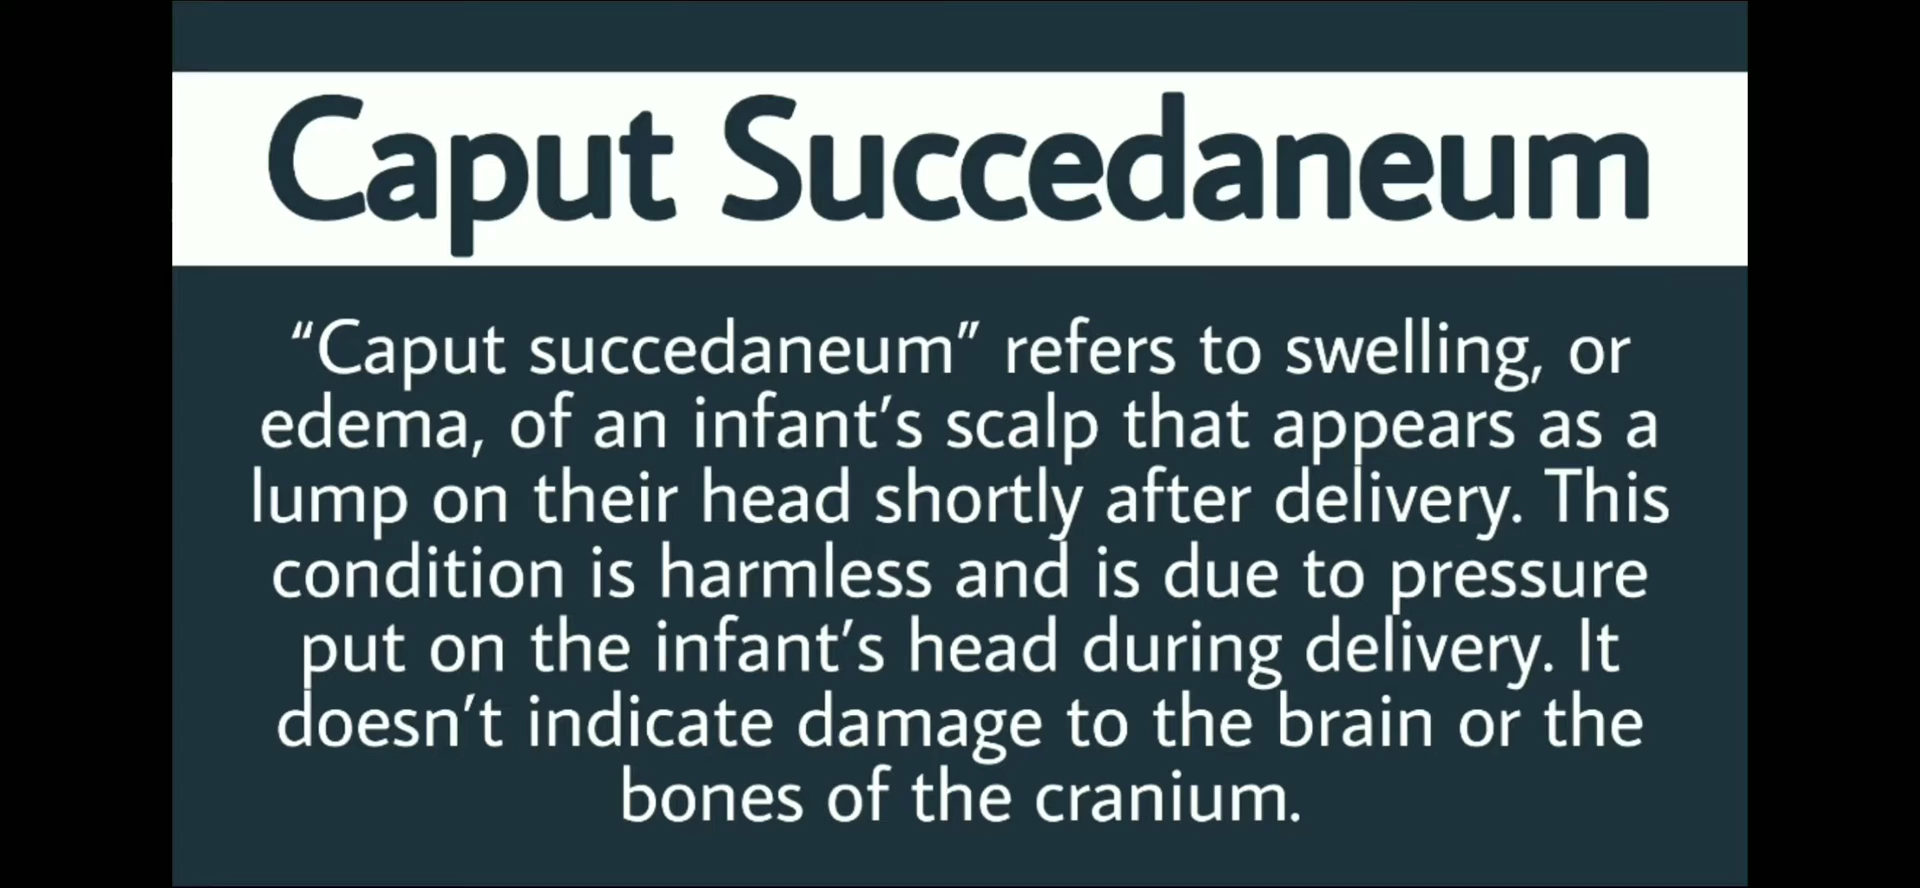 Caput Succedaneum
“Caput succedaneum” refers to swelling, or
edema, of an infant’s scalp that appears as a
lump on their head shortly after delivery. This
condition is harmless and is due to pressure
put on the infant’s head during delivery. It
doesn’t indicate damage to the brain or the
bones of the cranium.